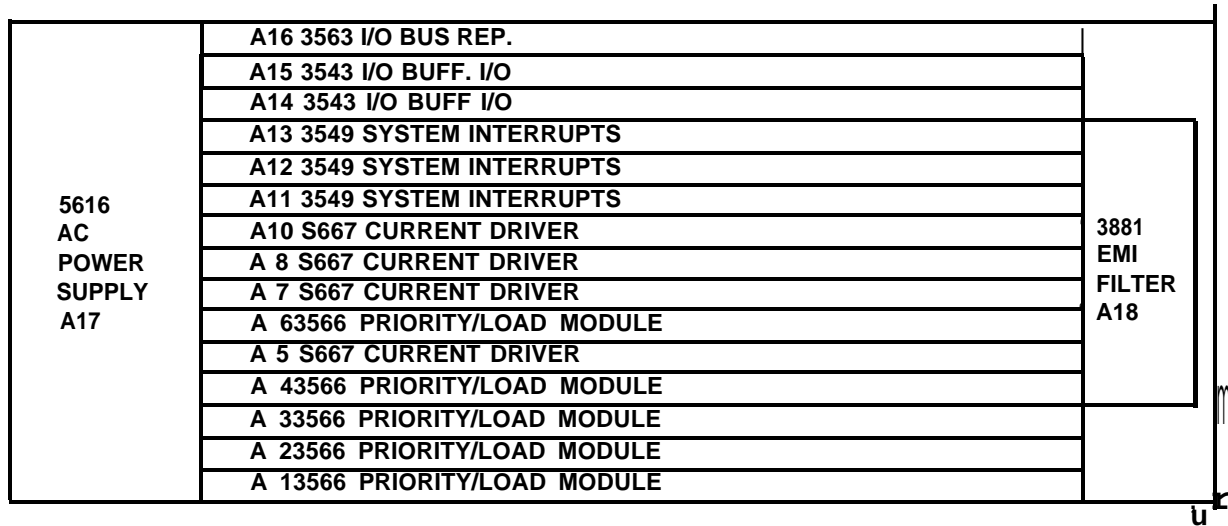 A16 3563 I/O BUS REP.
A15 3543 I/O BUFF. I/O
A14 3543 I/O BUFF I/O
A13 3549 SYSTEM INTERRUPTS
A12 3549 SYSTEM INTERRUPTS
A11 3549 SYSTEM INTERRUPTS
A10 S667 CURRENT DRIVER
A 8 S667 CURRENT DRIVER
A 7 S667 CURRENT DRIVER
A 63566 PRIORITY/LOAD MODULE
A 5 S667 CURRENT DRIVER
A 43566 PRIORITY/LOAD MODULE
A 33566 PRIORITY/LOAD MODULE
A 23566 PRIORITY/LOAD MODULE
A 13566 PRIORITY/LOAD MODULE
5616
AC
POWER
SUPPLY
A17
3881
EMI
FILTER
A18